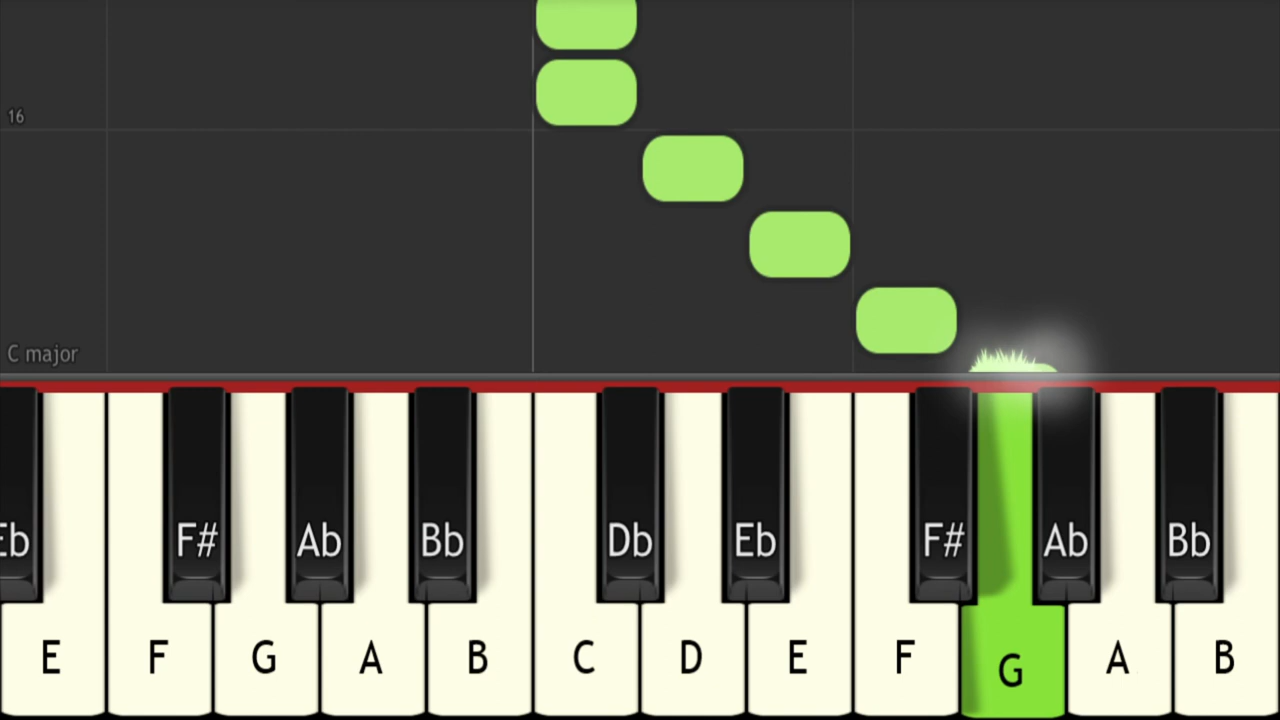 16
C major
Eb F# Ab Bb Db Eb F# Ab Bb
E F G A B C D E F G A B